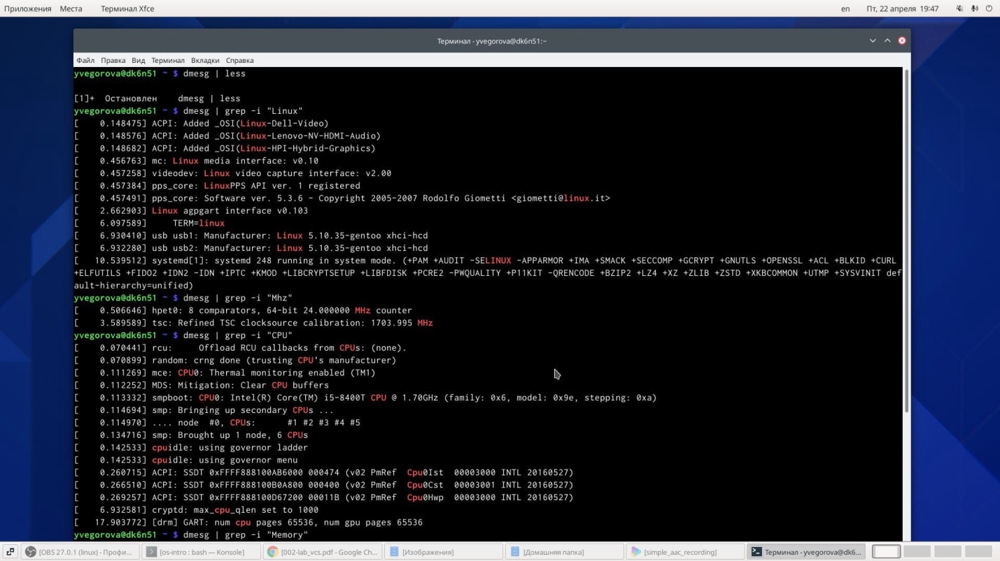 Приложения Места Терминал Xfce en Пт, 22 апреля 19:47
Терминал - yvegorova@dk6n51:~
Файл Правка Вид Терминал Вкладки Справка
yvegorova@dk6n51 ~ $ dmesg | less
[1]+ Остановлен dmesg | less
yvegorova@dk6n51 ~ $ dmesg | grep -i "Linux"
[ 0.148475] ACPI: Added _OSI(Linux-Dell-Video)
[ 0.148576] ACPI: Added _OSI(Linux-Lenovo-NV-HDMI-Audio)
[ 0.148682] ACPI: Added _OSI(Linux-HPI-Hybrid-Graphics)
[ 0.456763] mc: Linux media interface: v0.10
[ 0.457258] videodev: Linux video capture interface: v2.00
[ 0.457384] pps_core: LinuxPPS API ver. 1 registered
[ 0.457491] pps_core: Software ver. 5.3.6 - Copyright 2005-2007 Rodolfo Giometti <giometti@linux.it>
[ 2.662903] Linux agpgart interface v0.103
[ 6.097589] TERM=linux
[ 6.930410] usb usb1: Manufacturer: Linux 5.10.35-gentoo xhci-hcd
[ 6.932280] usb usb2: Manufacturer: Linux 5.10.35-gentoo xhci-hcd
[ 10.539512] systemd[1]: systemd 248 running in system mode. (+PAM +AUDIT -SELINUX -APPARMOR +IMA +SMACK +SECCOMP +GCRYPT +GNUTLS +OPENSSL +ACL +BLKID +CURL
+ELFUTILS +FIDO2 +IDN2 -IDN +IPTC +KMOD +LIBCRYPTSETUP +LIBFDISK +PCRE2 -PWQUALITY +P11KIT -QRENCODE +BZIP2 +LZ4 +XZ +ZLIB +ZSTD +XKBCOMMON +UTMP +SYSVINIT def
ault-hierarchy=unified)
yvegorova@dk6n51 ~ $ dmesg | grep -i "Mhz"
[ 0.506646] hpet0: 8 comparators, 64-bit 24.000000 MHz counter
[ 3.589589] tsc: Refined TSC clocksource calibration: 1703.995 MHz
yvegorova@dk6n51 ~ $ dmesg | grep -i "CPU"
[ 0.070441] rcu: Offload RCU callbacks from CPUs: (none).
[ 0.070899] random: crng done (trusting CPU's manufacturer)
[ 0.111269] mce: CPU0: Thermal monitoring enabled (TM1)
[ 0.112252] MDS: Mitigation: Clear CPU buffers
[ 0.113332] smpboot: CPU0: Intel(R) Core(TM) i5-8400T CPU @ 1.70GHz (family: 0x6, model: 0x9e, stepping: 0xa)
[ 0.114694] smp: Bringing up secondary CPUs ...
[ 0.114970] .... node #0, CPUs: #1 #2 #3 #4 #5
[ 0.134716] smp: Brought up 1 node, 6 CPUs
[ 0.142533] cpuidle: using governor ladder
[ 0.142533] cpuidle: using governor menu
[ 0.260715] ACPI: SSDT 0xFFFF888100AB6000 000474 (v02 PmRef Cpu0Ist 00003000 INTL 20160527)
[ 0.266510] ACPI: SSDT 0xFFFF888100B0A800 000400 (v02 PmRef Cpu0Cst 00003001 INTL 20160527)
[ 0.269257] ACPI: SSDT 0xFFFF888100D67200 00011B (v02 PmRef Cpu0Hwp 00003000 INTL 20160527)
[ 6.932581] cryptd: max_cpu_qlen set to 1000
[ 17.903772] [drm] GART: num cpu pages 65536, num gpu pages 65536
yvegorova@dk6n51 ~ $ dmesg | grep -i "Memory"
[OBS 27.0.1 (linux) - Профи... [os-intro : bash — Konsole] [002-lab_vcs.pdf - Google Ch... [Изображения] [Домашняя папка] [simple_aac_recording] Терминал - yvegorova@dk6...